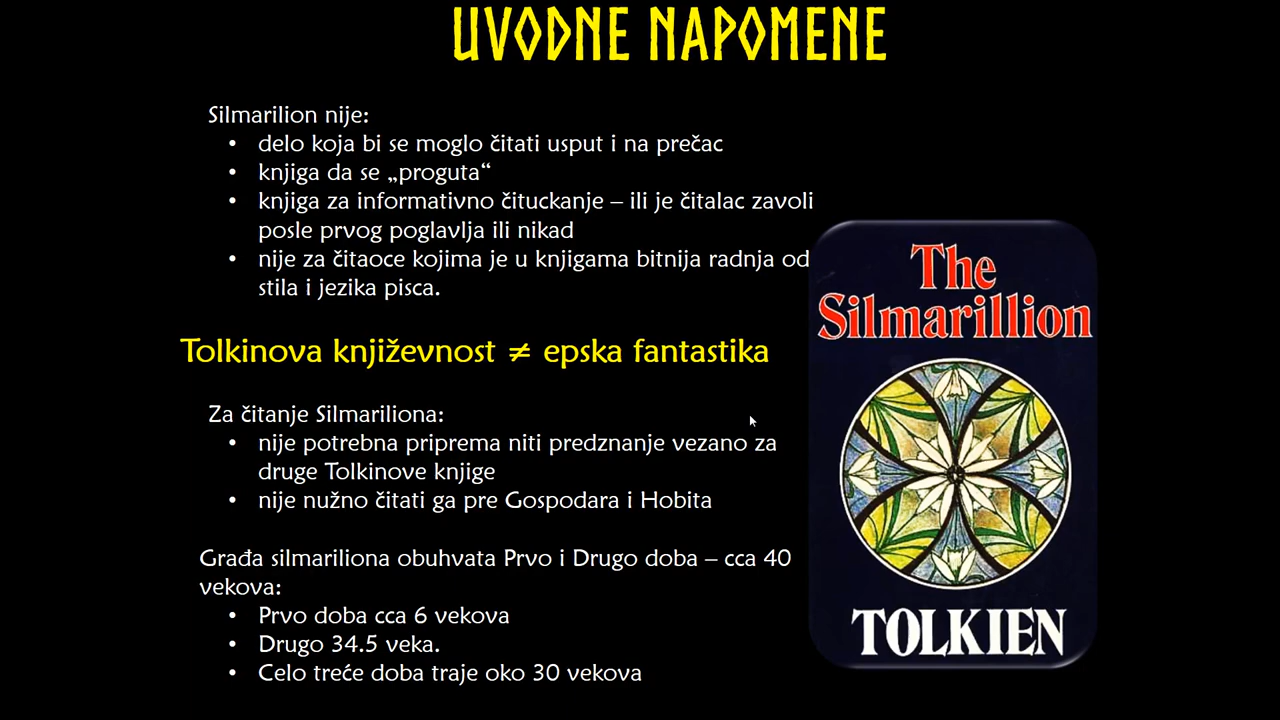 UVODNE NAPOMENE
Silmarilion nije:
• delo koja bi se moglo čitati usput i na prečac
• knjiga da se „proguta“
• knjiga za informativno čituckanje – ili je čitalac zavoli
posle prvog poglavlja ili nikad
• nije za čitaoce kojima je u knjigama bitnija radnja od
stila i jezika pisca.
Tolkinova književnost ≠ epska fantastika
Za čitanje Silmariliona:
• nije potrebna priprema niti predznanje vezano za
druge Tolkinove knjige
• nije nužno čitati ga pre Gospodara i Hobita
Građa silmariliona obuhvata Prvo i Drugo doba – cca 40
vekova:
• Prvo doba cca 6 vekova
• Drugo 34.5 veka.
• Celo treće doba traje oko 30 vekova
The
Silmarillion
TOLKIEN